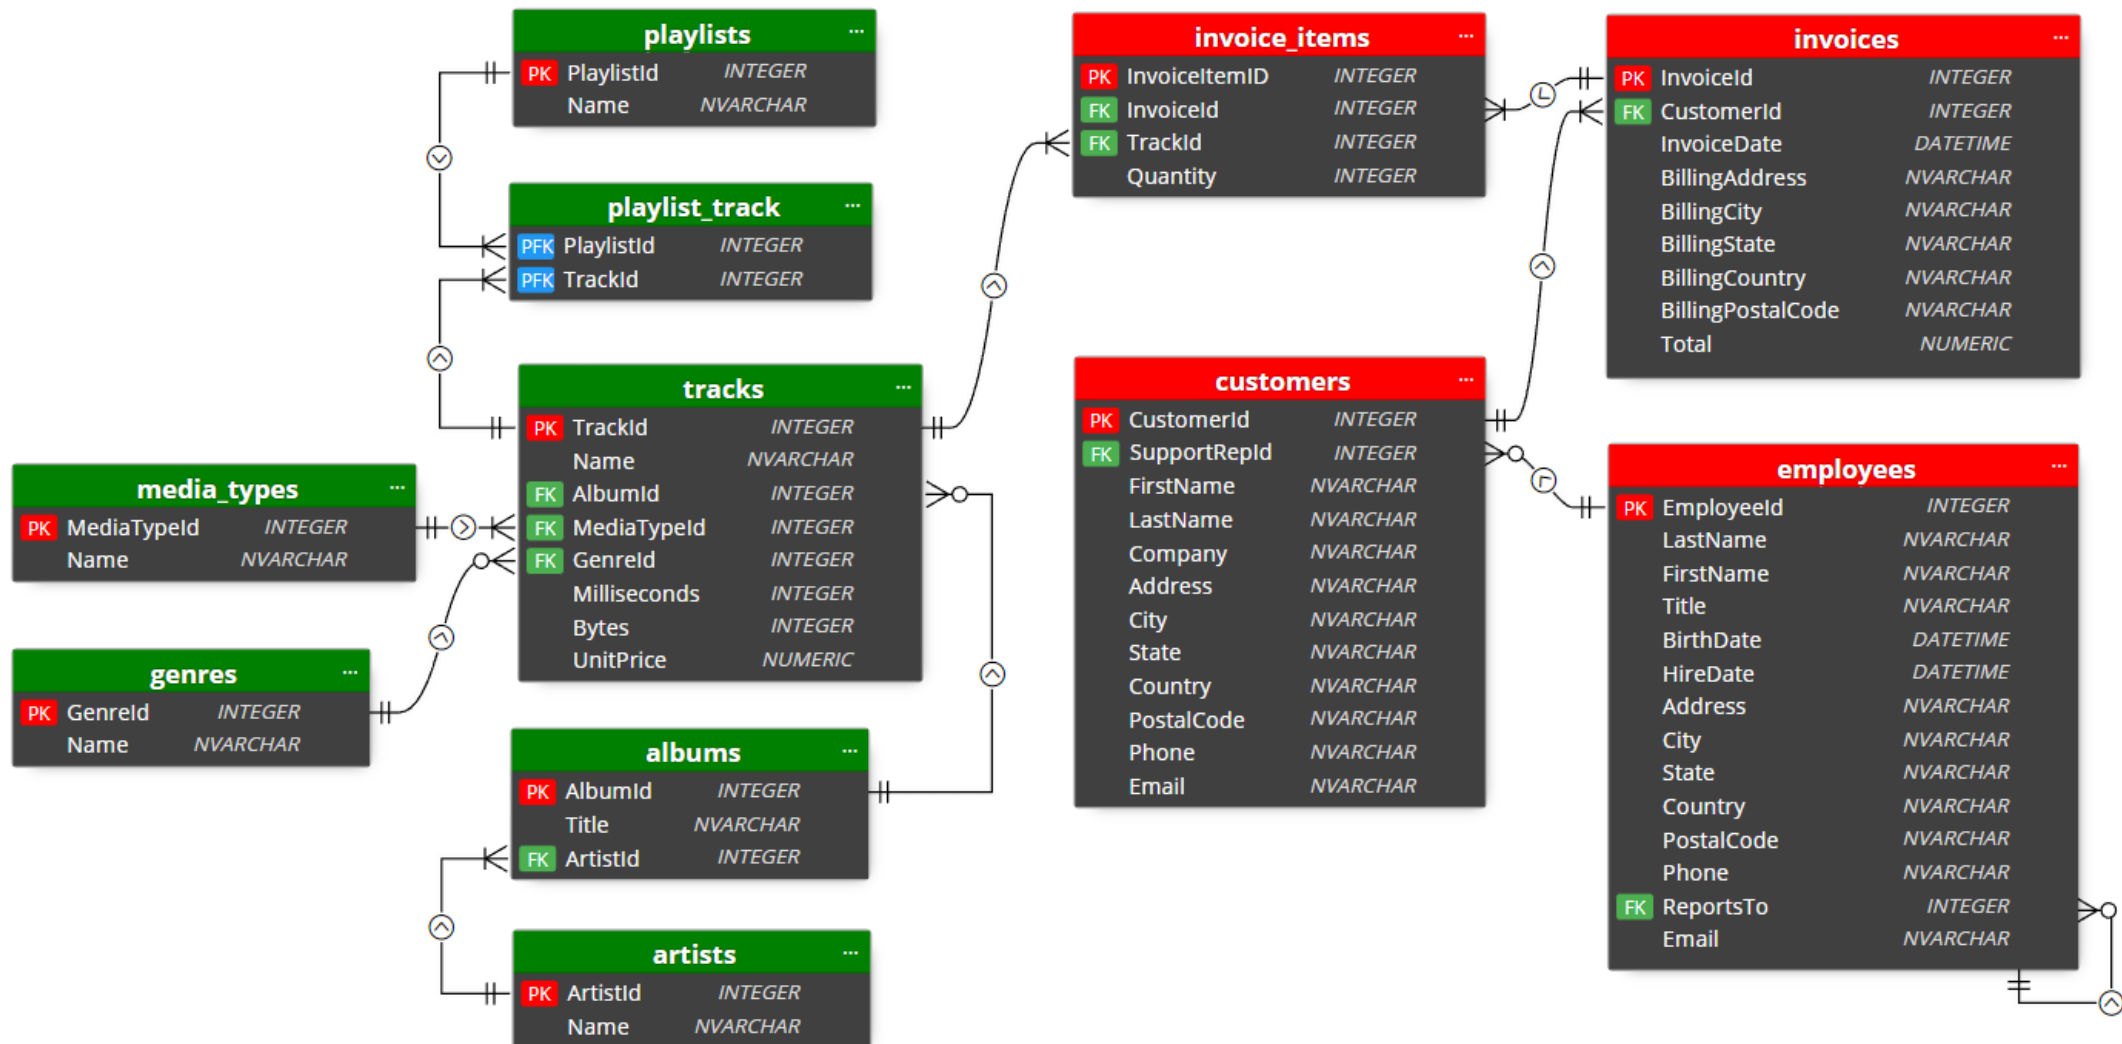 playlists ...
PK PlaylistId INTEGER
Name NVARCHAR
playlist_track ...
PFK PlaylistId INTEGER
PFK TrackId INTEGER
tracks ...
PK TrackId INTEGER
Name NVARCHAR
FK AlbumId INTEGER
FK MediaTypeId INTEGER
FK GenreId INTEGER
Milliseconds INTEGER
Bytes INTEGER
UnitPrice NUMERIC
media_types ...
PK MediaTypeId INTEGER
Name NVARCHAR
genres ...
PK GenreId INTEGER
Name NVARCHAR
albums ...
PK AlbumId INTEGER
Title NVARCHAR
FK ArtistId INTEGER
artists ...
PK ArtistId INTEGER
Name NVARCHAR
invoice_items ...
PK InvoiceItemID INTEGER
FK InvoiceId INTEGER
FK TrackId INTEGER
Quantity INTEGER
invoices ...
PK InvoiceId INTEGER
FK CustomerId INTEGER
InvoiceDate DATETIME
BillingAddress NVARCHAR
BillingCity NVARCHAR
BillingState NVARCHAR
BillingCountry NVARCHAR
BillingPostalCode NVARCHAR
Total NUMERIC
customers ...
PK CustomerId INTEGER
FK SupportRepId INTEGER
FirstName NVARCHAR
LastName NVARCHAR
Company NVARCHAR
Address NVARCHAR
City NVARCHAR
State NVARCHAR
Country NVARCHAR
PostalCode NVARCHAR
Phone NVARCHAR
Email NVARCHAR
employees ...
PK EmployeeId INTEGER
LastName NVARCHAR
FirstName NVARCHAR
Title NVARCHAR
BirthDate DATETIME
HireDate DATETIME
Address NVARCHAR
City NVARCHAR
State NVARCHAR
Country NVARCHAR
PostalCode NVARCHAR
Phone NVARCHAR
FK ReportsTo INTEGER
Email NVARCHAR